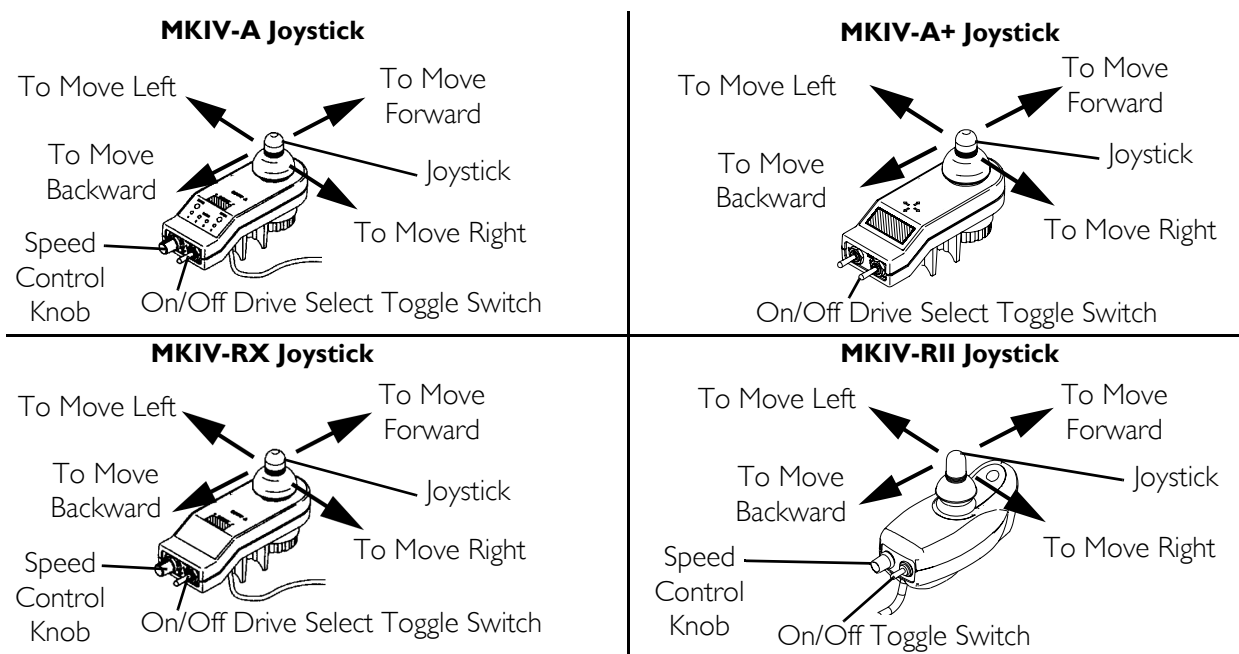 MKIV-A Joystick
To Move Left
To Move
Forward
To Move
Backward
Joystick
To Move Right
Speed
Control
Knob
On/Off Drive Select Toggle Switch
MKIV-A+ Joystick
To Move Left
To Move
Forward
To Move
Backward
Joystick
To Move Right
On/Off Drive Select Toggle Switch
MKIV-RX Joystick
To Move Left
To Move
Forward
To Move
Backward
Joystick
To Move Right
Speed
Control
Knob
On/Off Drive Select Toggle Switch
MKIV-RII Joystick
To Move Left
To Move
Forward
To Move
Backward
Joystick
To Move Right
Speed
Control
Knob
On/Off Toggle Switch